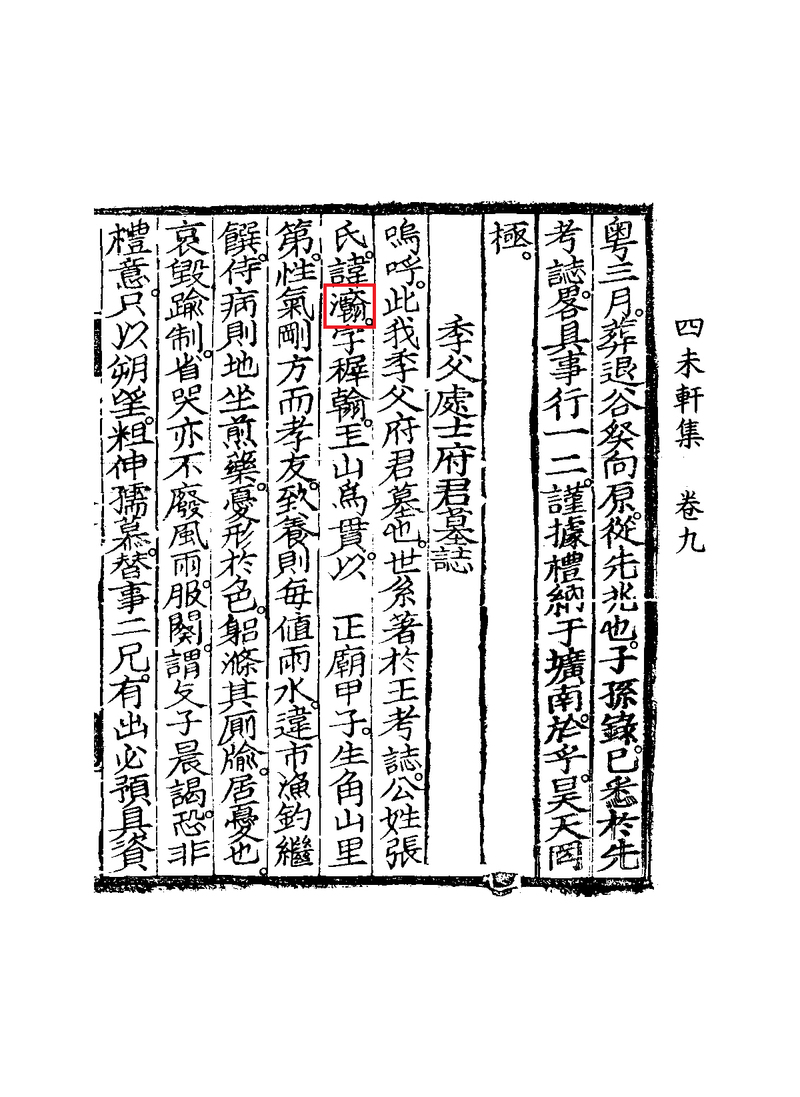 四未軒集 卷九
粤三月。葬退谷癸向原。從先兆也。子孫錄。已悉於先
考誌。畧具事行一二。謹據禮納于壙南。於乎。昊天罔
極。
季父處士府君墓誌
嗚呼。此我季父府君墓也。世系著於王考誌。公姓張
氏。諱。字穉翰。玉山爲貫。以 正廟甲子。生角山里
第。性氣剛方而孝友。致養則每値雨水。違市漁釣繼
饌。侍病則地坐煎藥。憂形於色。躳滌其厠牏。居憂也。
哀毀踰制。省哭亦不廢風雨。服闋。謂支子晨謁。恐非
禮意。只以朔望。粗伸孺慕。替事二兄。有出必預具資